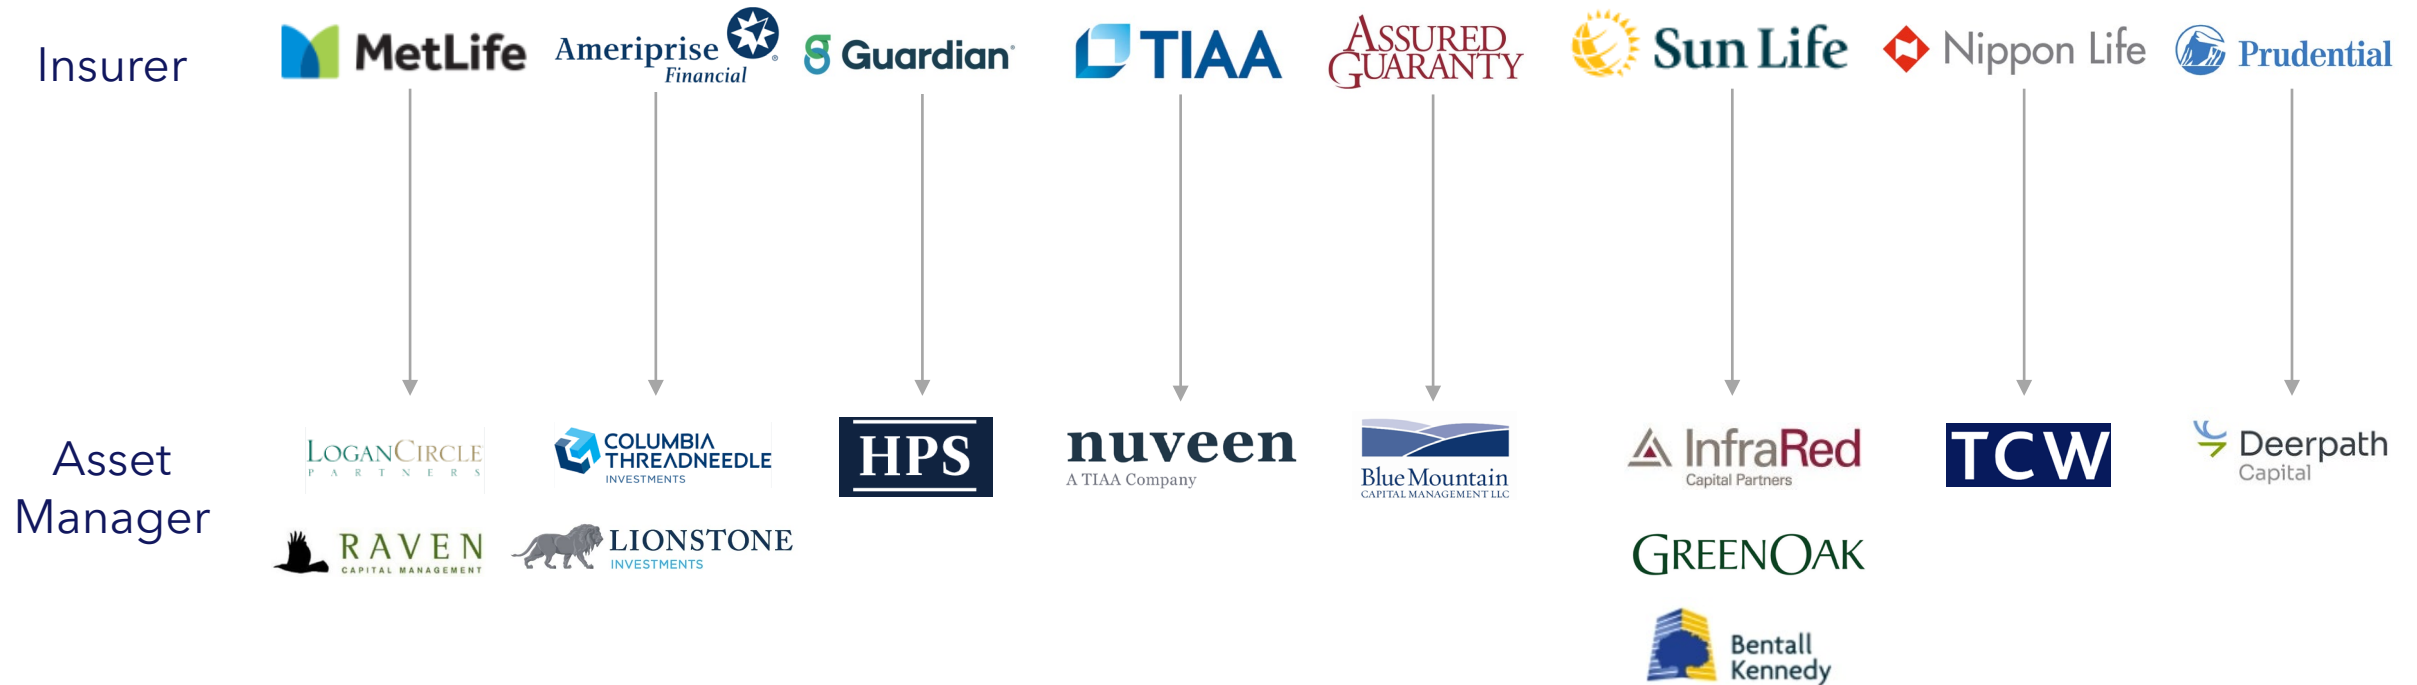 Insurer
MetLife
Ameriprise
Financial
Guardian
TIAA
ASSURED
GUARANTY
Sun Life
Nippon Life
Prudential
Asset
Manager
LOGANCIRCLE
PARTNERS
COLUMBIA
THREADNEEDLE
INVESTMENTS
HPS
nuveen
A TIAA Company
BlueMountain
CAPITAL MANAGEMENT LLC
InfraRed
Capital Partners
TCW
Deerpath
Capital
RAVEN
CAPITAL MANAGEMENT
LIONSTONE
INVESTMENTS
GREENOAK
Bentall
Kennedy